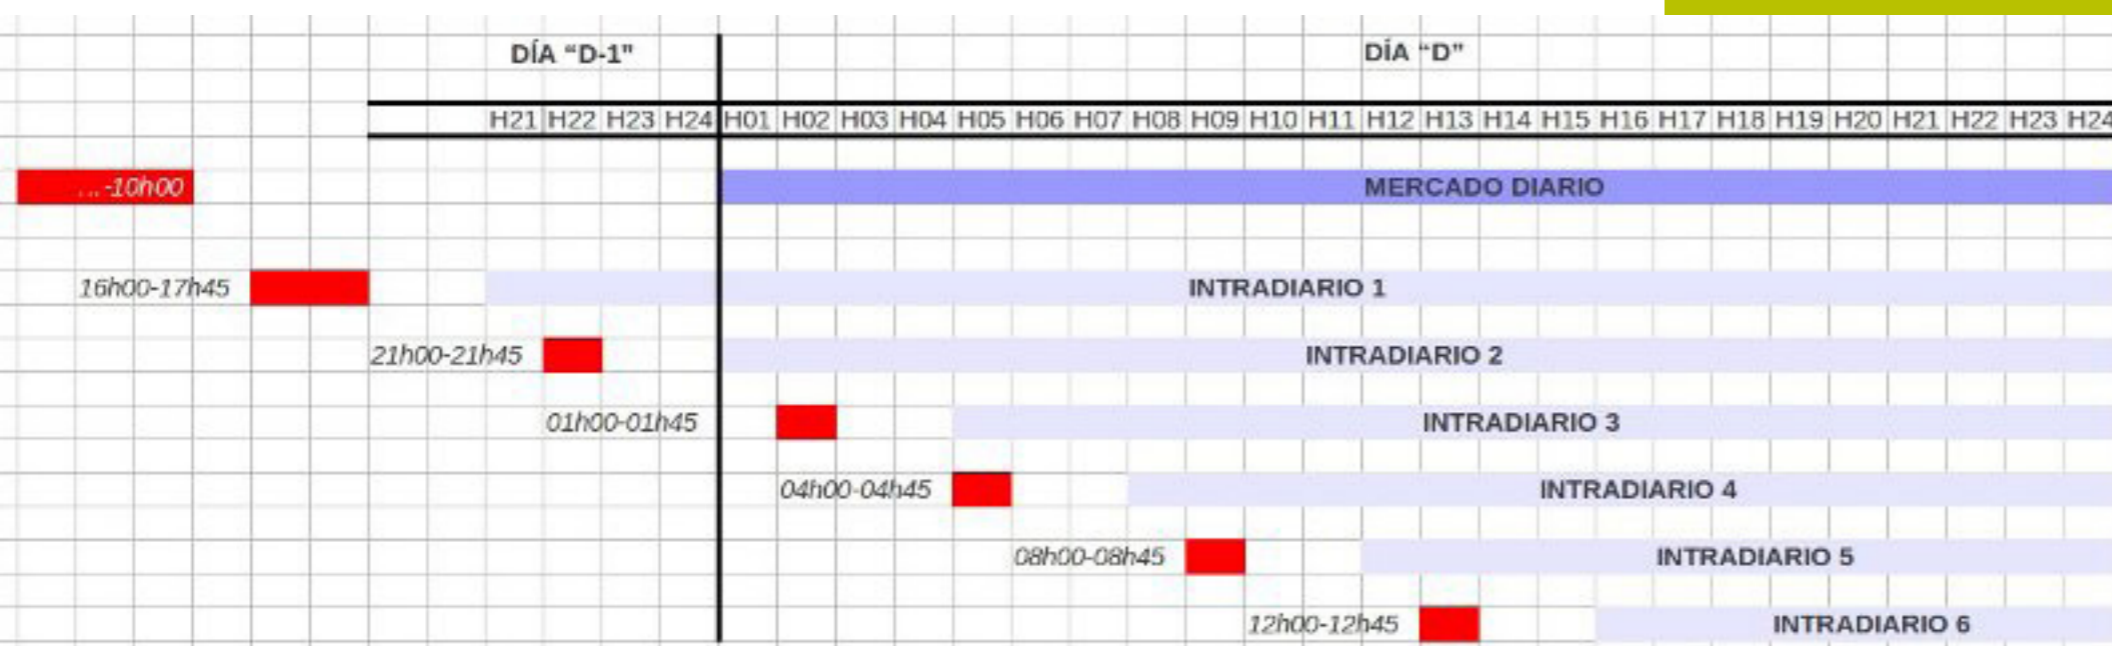 DÍA “D-1" DÍA “D”
H21 H22 H23 H24 H01 H02 H03 H04 H05 H06 H07 H08 H09 H10 H11 H12 H13 H14 H15 H16 H17 H18 H19 H20 H21 H22 H23 H24
...-10h00 MERCADO DIARIO
16h00-17h45 INTRADIARIO 1
21h00-21h45 INTRADIARIO 2
01h00-01h45 INTRADIARIO 3
04h00-04h45 INTRADIARIO 4
08h00-08h45 INTRADIARIO 5
12h00-12h45 INTRADIARIO 6